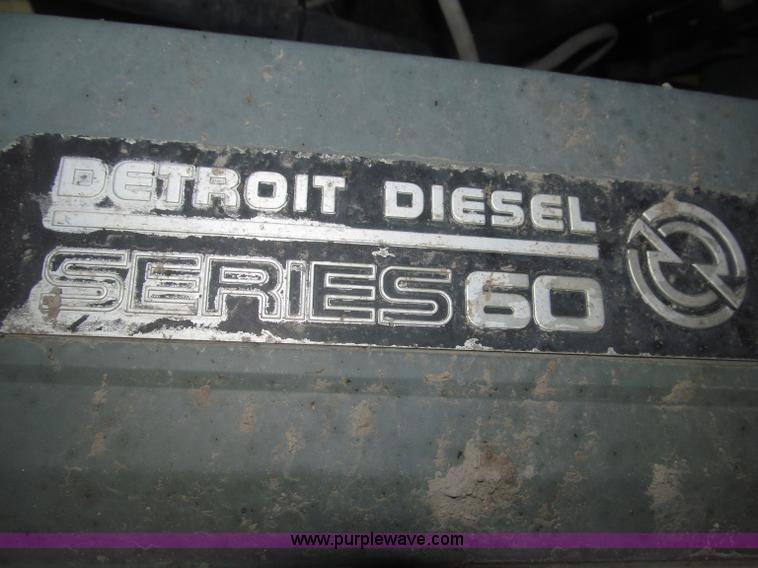 DETROIT DIESEL
SERIES 60
www.purplewave.com